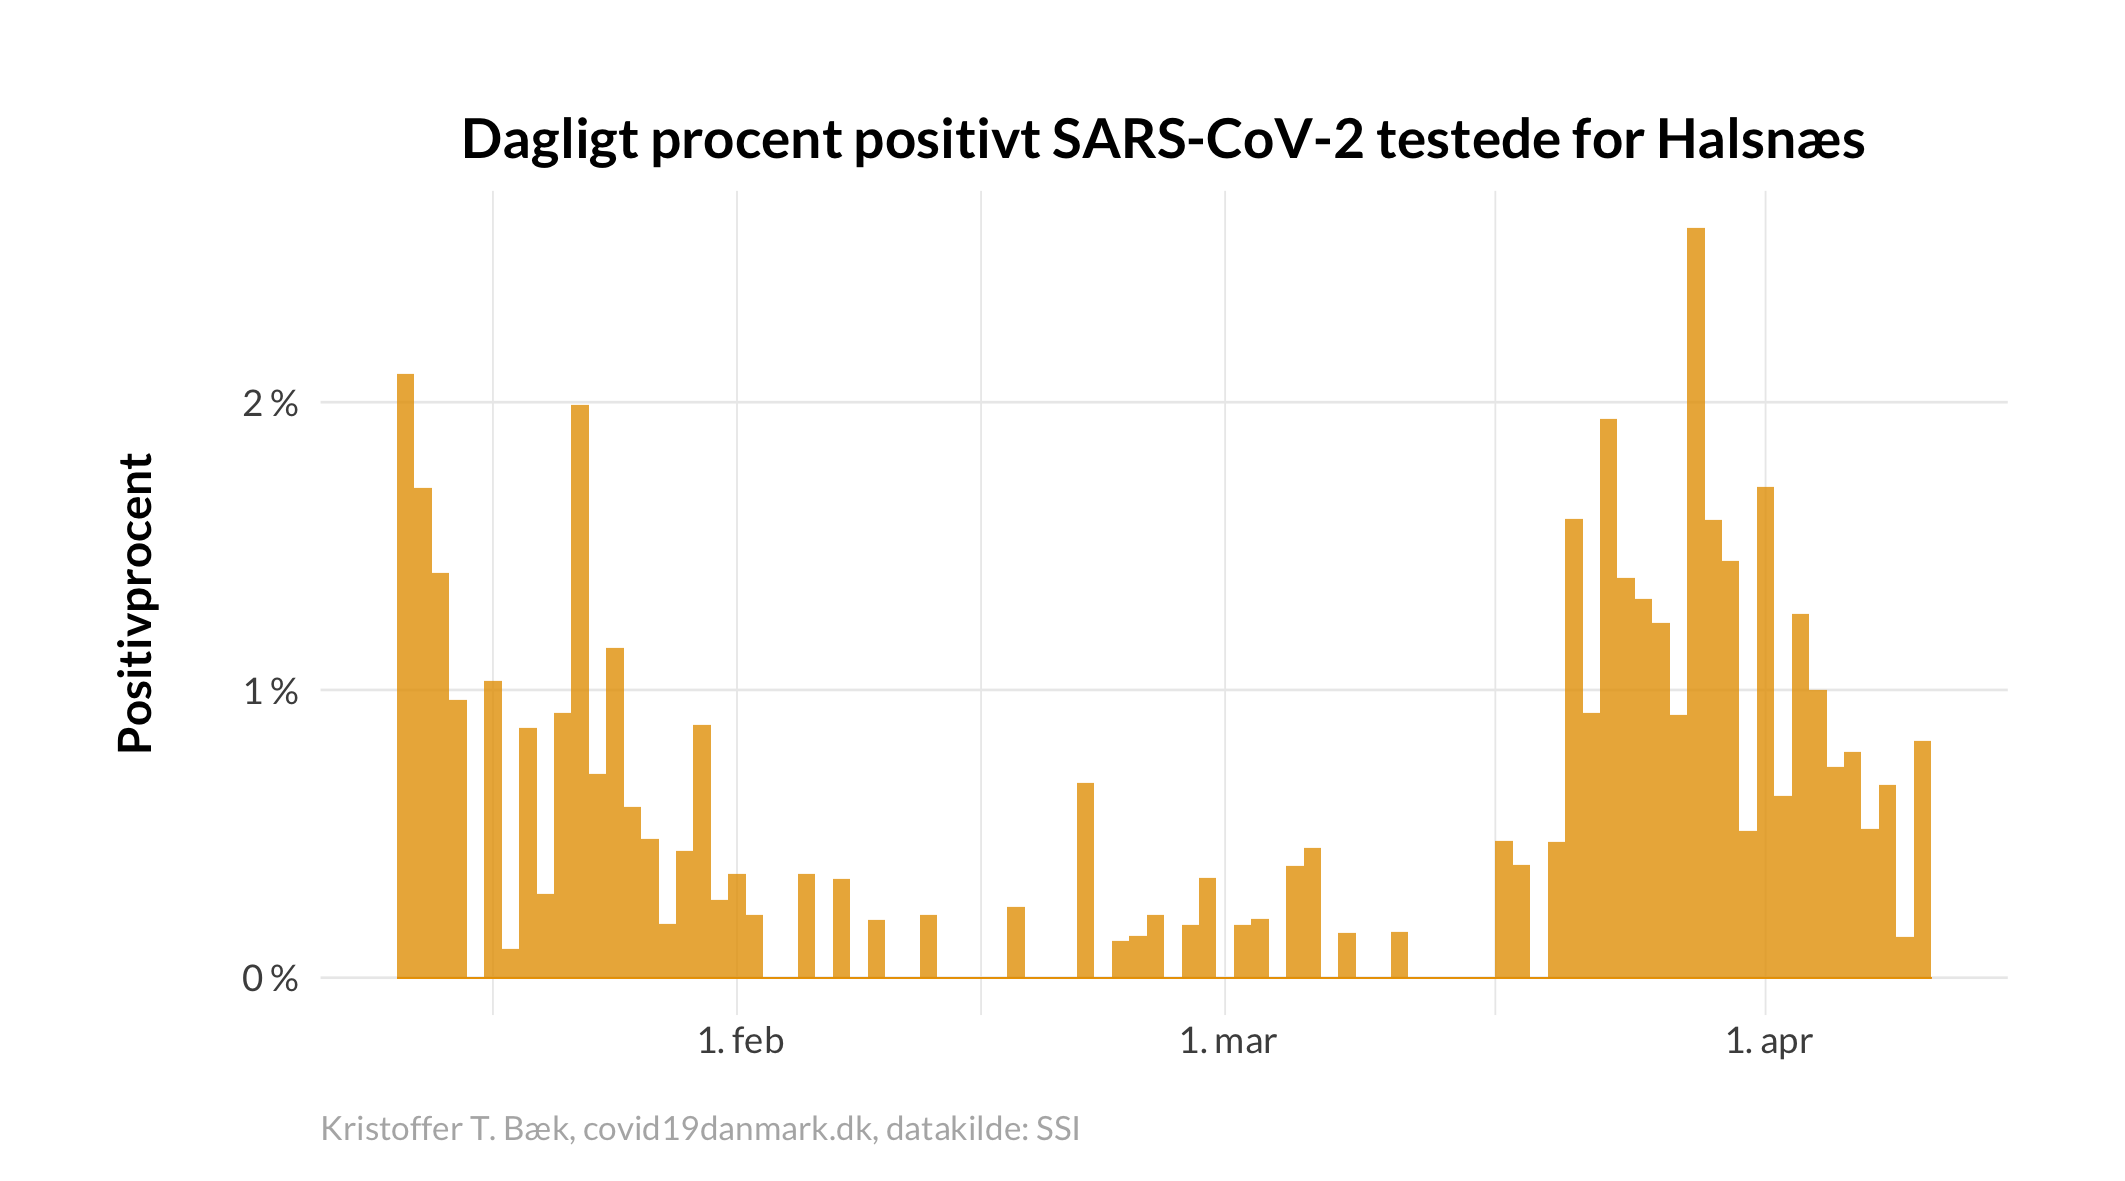 Dagligt procent positivt SARS-CoV-2 testede for Halsnæs
Positivprocent
2 %
1 %
0 %
1. feb
1. mar
1. apr
Kristoffer T. Bæk, covid19danmark.dk, datakilde: SSI